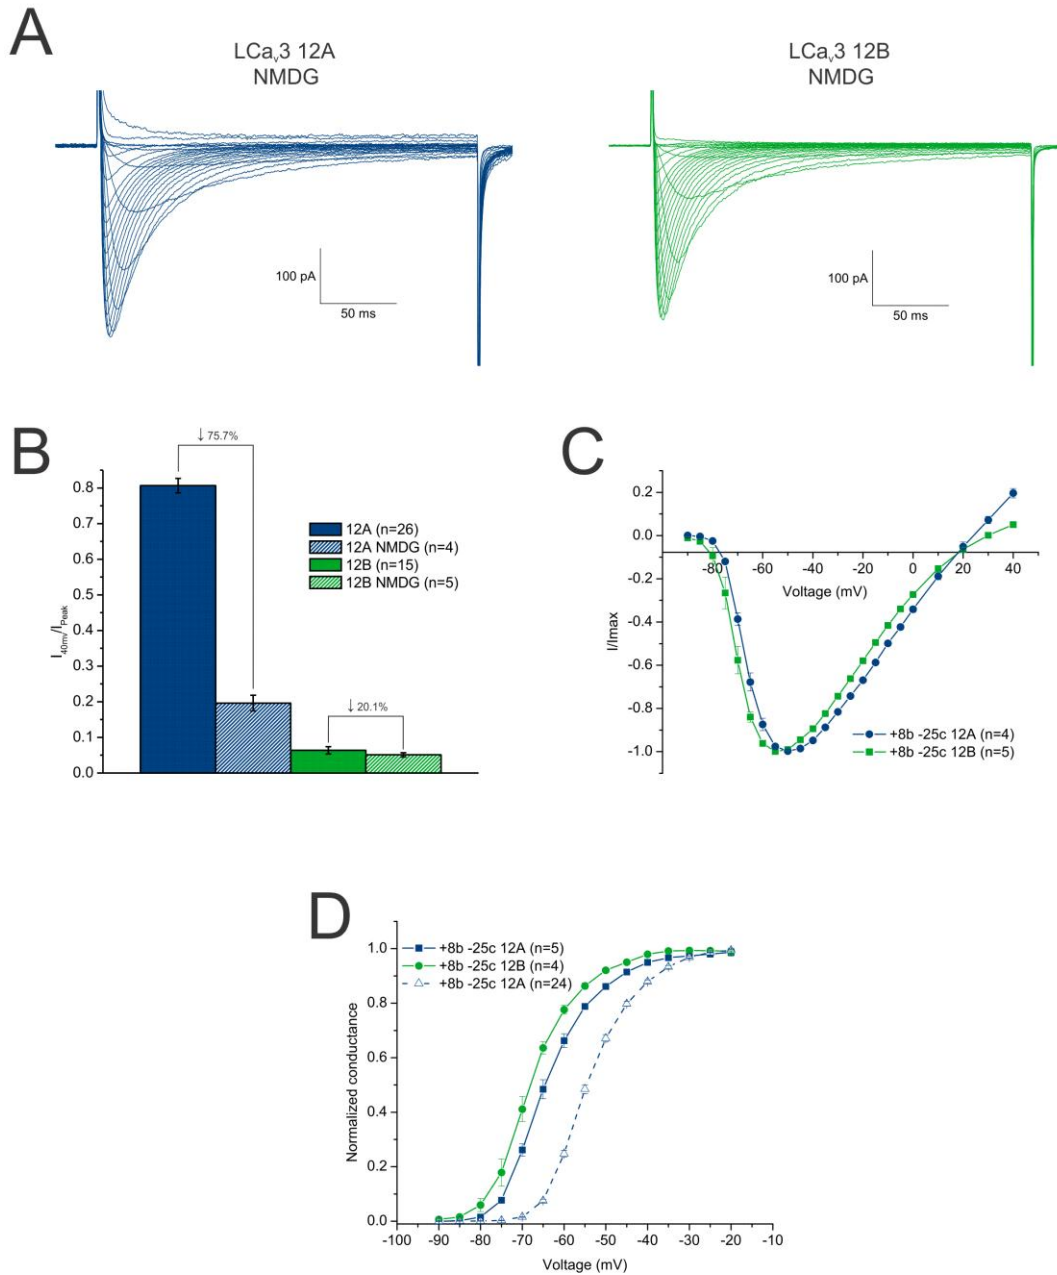 A
LCav3 12A
NMDG
100 pA
50 ms
LCav3 12B
NMDG
100 pA
50 ms
B
↓ 75.7%
↓ 20.1%
12A (n=26)
12A NMDG (n=4)
12B (n=15)
12B NMDG (n=5)
I40mv/IPeak
0.8
0.7
0.6
0.5
0.4
0.3
0.2
0.1
0.0
C
0.2
0.0
-0.2
-0.4
-0.6
-0.8
-1.0
I/Imax
-80 -60 -40 -20 0 20 40
Voltage (mV)
+8b -25c 12A (n=4)
+8b -25c 12B (n=5)
D
+8b -25c 12A (n=5)
+8b -25c 12B (n=4)
+8b -25c 12A (n=24)
Normalized conductance
1.0
0.8
0.6
0.4
0.2
0.0
-100 -90 -80 -70 -60 -50 -40 -30 -20 -10
Voltage (mV)